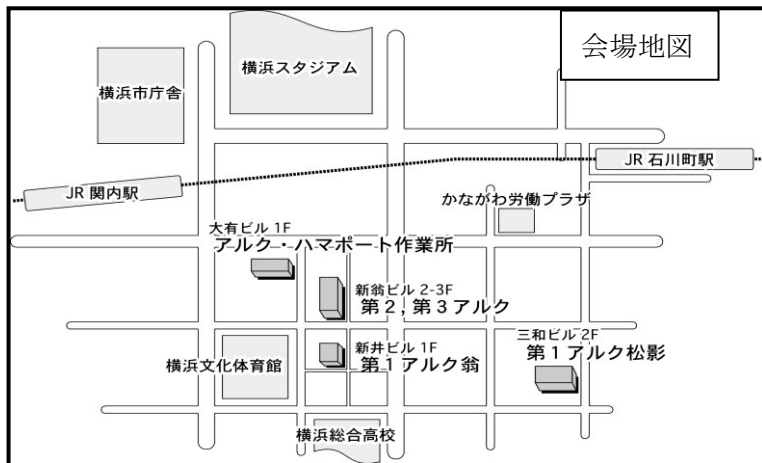 会場地図
横浜スタジアム
横浜市庁舎
JR 石川町駅
JR 関内駅
かながわ労働プラザ
大有ビル 1F
アルク・ハマポート作業所
新翁ビル 2-3F
第２,第３アルク
三和ビル 2F
第１アルク松影
新井ビル 1F
第１アルク翁
横浜文化体育館
横浜総合高校